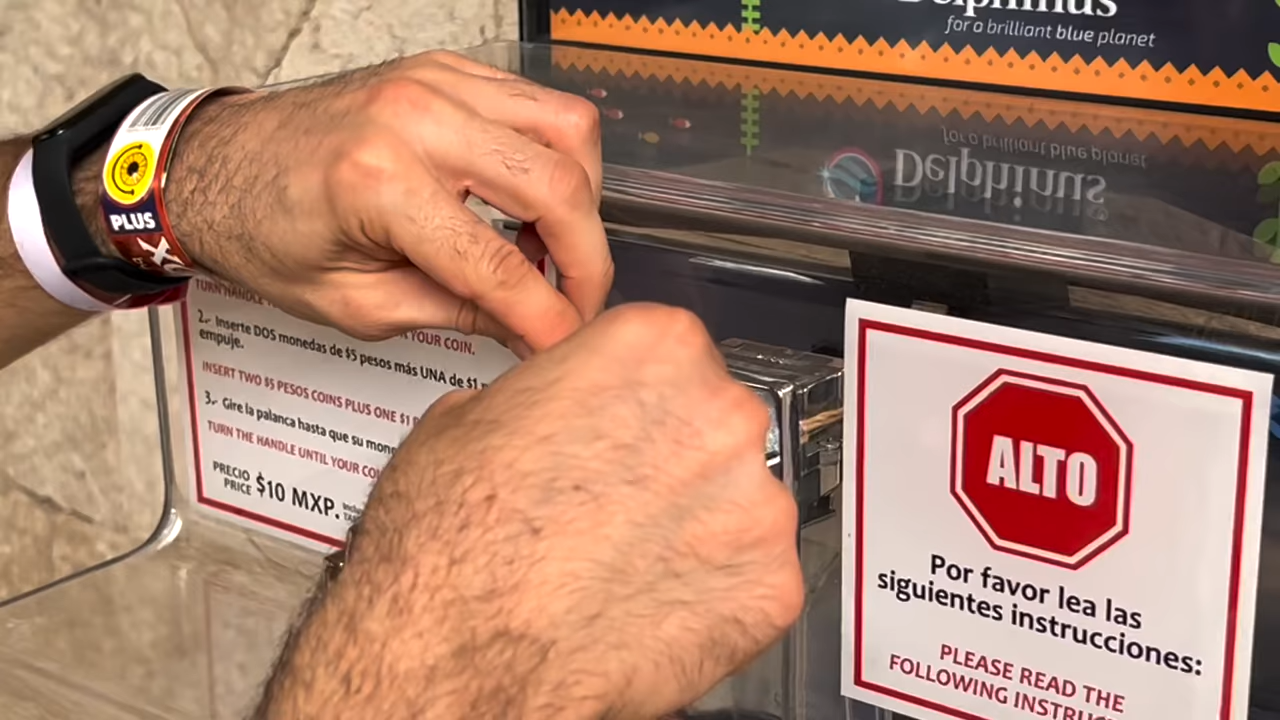 Delphinus
for a brilliant blue planet
for a brilliant blue planet
Delphinus
PLUS
TURN HANDLE
YOUR COIN.
2.- Inserte DOS monedas de $5 pesos más UNA de $1
empuje.
INSERT TWO $5 PESOS COINS PLUS ONE $1
3.- Gire la palanca hasta que su
TURN THE HANDLE UNTIL YOUR
PRECIO
PRICE
$10 MXP.
ALTO
Por favor lea las
siguientes instrucciones:
PLEASE READ THE
FOLLOWING